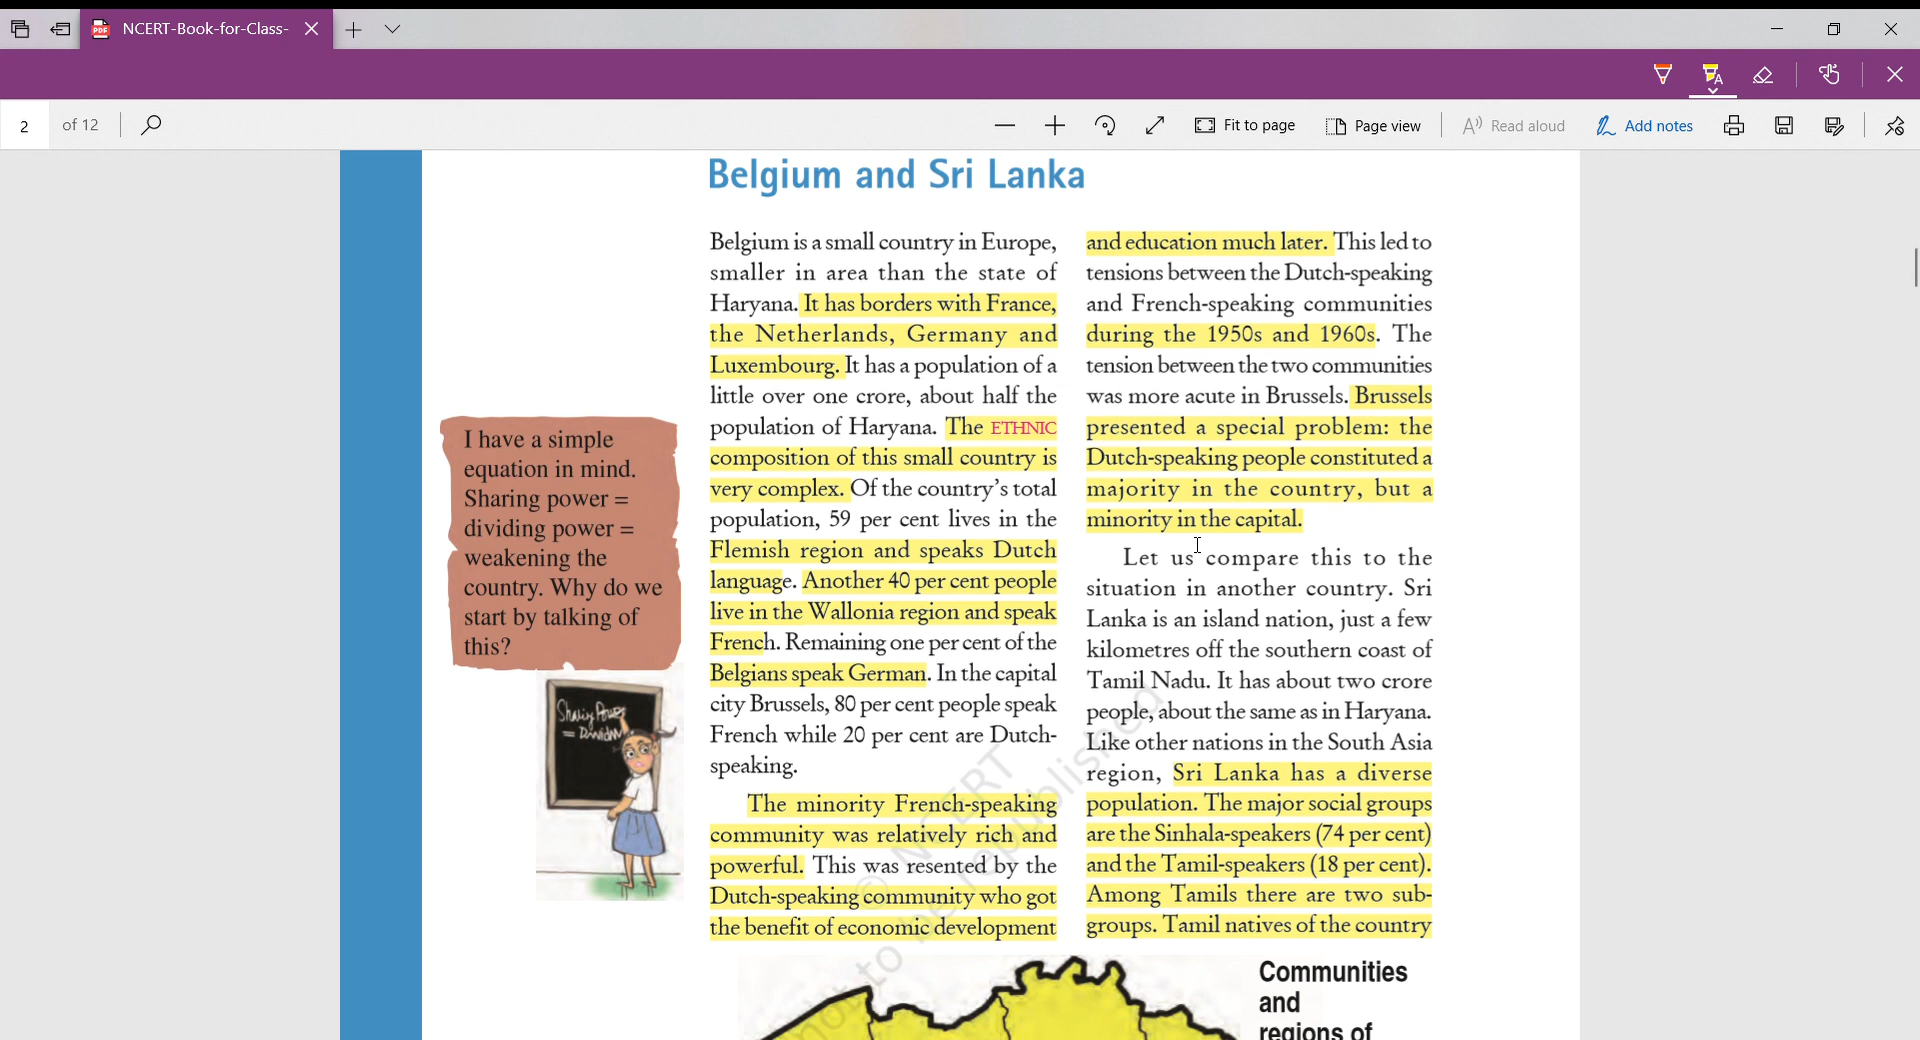 NCERT-Book-for-Class-
2
of 12
Fit to page
Page view
Read aloud
Add notes
Belgium and Sri Lanka
Belgium is a small country in Europe,
smaller in area than the state of
Haryana. It has borders with France,
the Netherlands, Germany and
Luxembourg. It has a population of a
little over one crore, about half the
population of Haryana. The ETHNIC
composition of this small country is
very complex. Of the country's total
population, 59 per cent lives in the
Flemish region and speaks Dutch
language. Another 40 per cent people
live in the Wallonia region and speak
French. Remaining one per cent of the
Belgians speak German. In the capital
city Brussels, 80 per cent people speak
French while 20 per cent are Dutch-
speaking.
The minority French-speaking
community was relatively rich and
powerful. This was resented by the
Dutch-speaking community who got
the benefit of economic development
and education much later. This led to
tensions between the Dutch-speaking
and French-speaking communities
during the 1950s and 1960s. The
tension between the two communities
was more acute in Brussels. Brussels
presented a special problem: the
Dutch-speaking people constituted a
majority in the country, but a
minority in the capital.
Let us compare this to the
situation in another country. Sri
Lanka is an island nation, just a few
kilometres off the southern coast of
Tamil Nadu. It has about two crore
people, about the same as in Haryana.
Like other nations in the South Asia
region, Sri Lanka has a diverse
population. The major social groups
are the Sinhala-speakers (74 per cent)
and the Tamil-speakers (18 per cent).
Among Tamils there are two sub-
groups. Tamil natives of the country
I have a simple
equation in mind.
Sharing power =
dividing power =
weakening the
country. Why do we
start by talking of
this?
Sharing Power
= Dividin
© NCERT
not to be republished
Communities
and
regions of